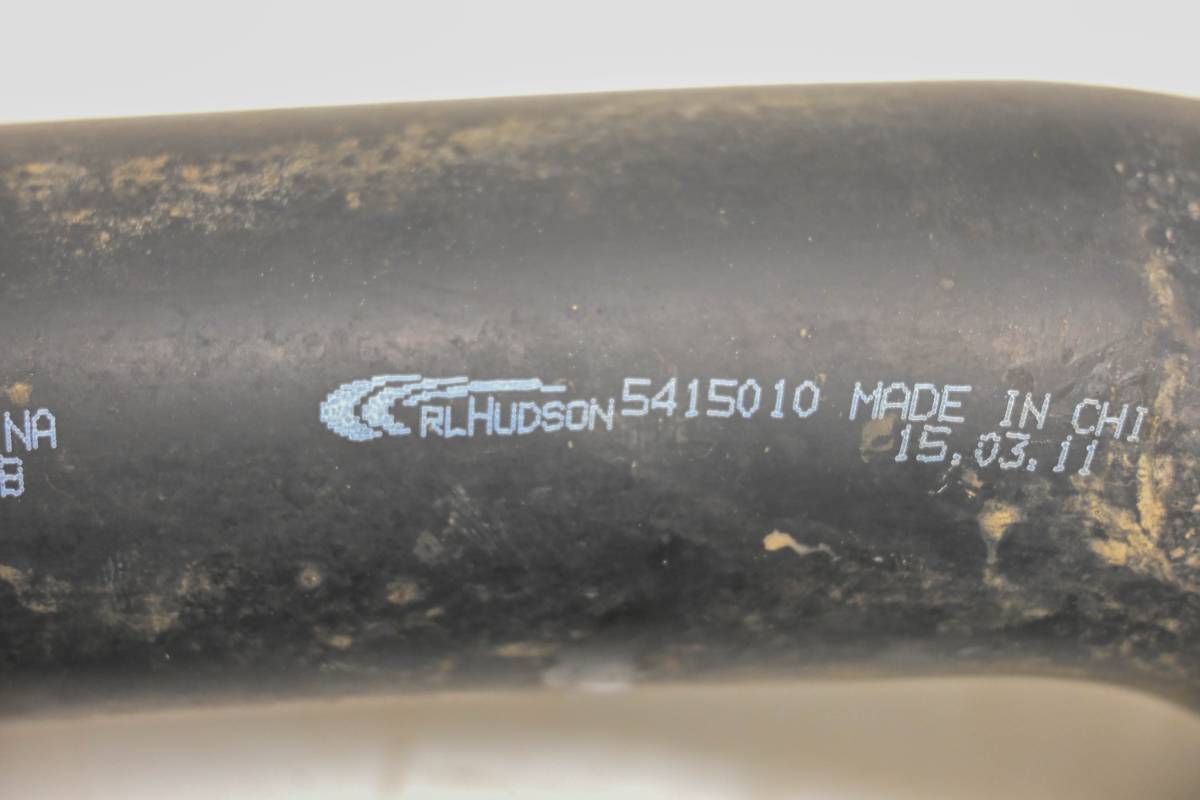 NA
B
RLHUDSON 5415010 MADE IN CHI
15.03.11